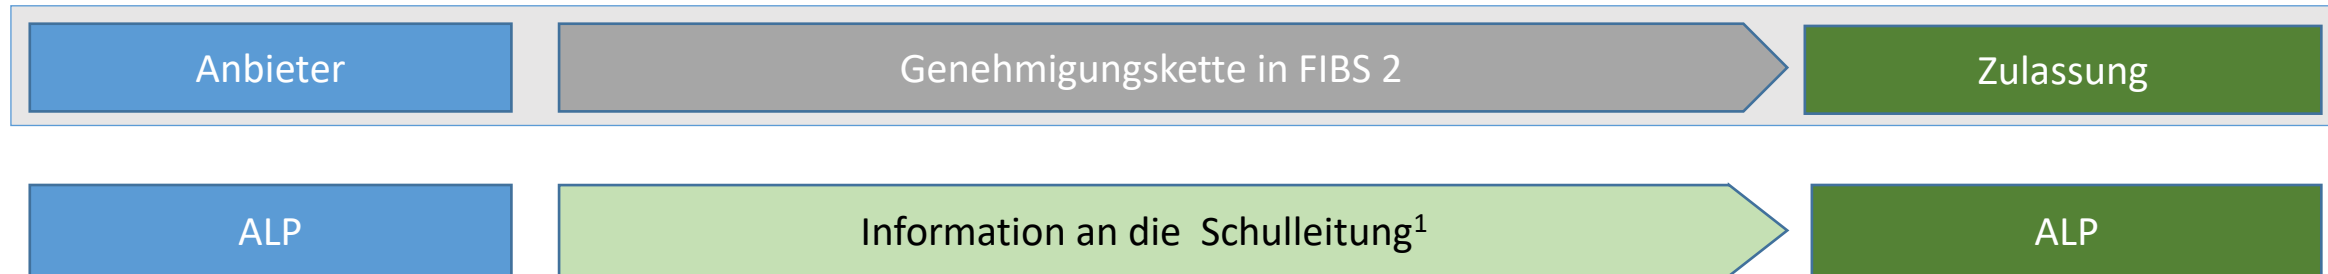 Anbieter Genehmigungskette in FIBS 2 Zulassung
ALP Information an die Schulleitung¹ ALP